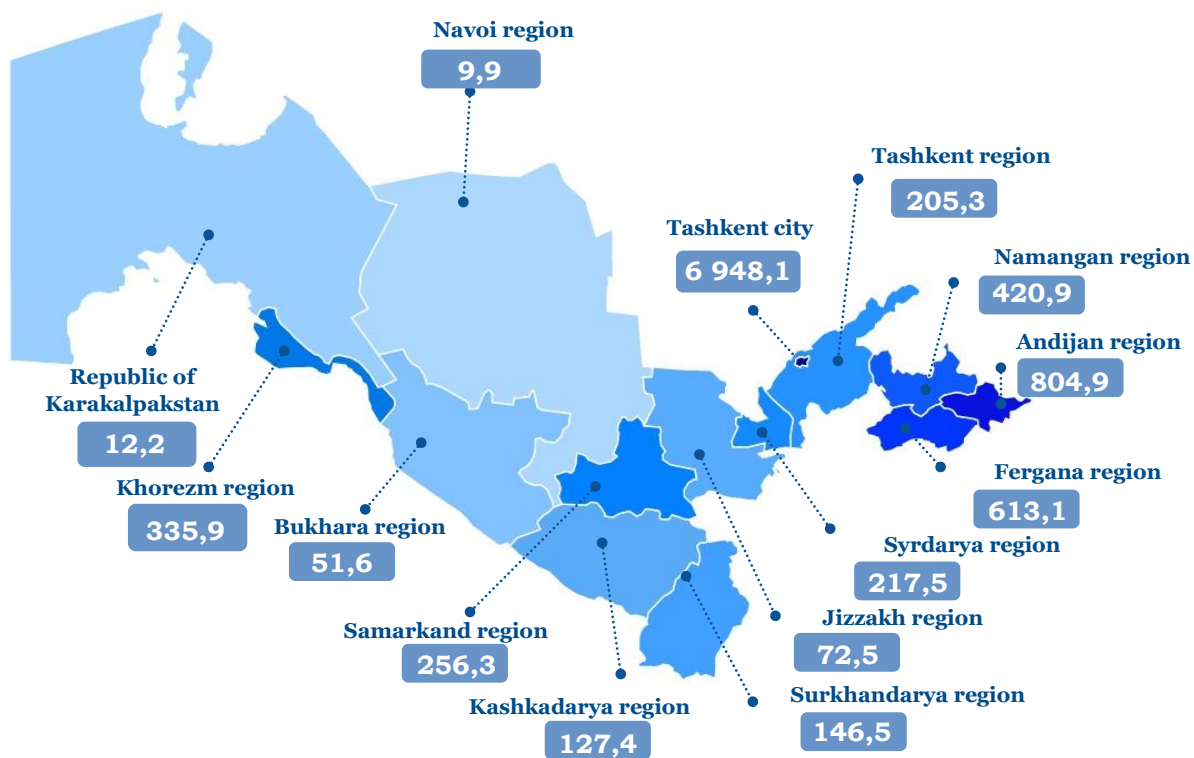 Navoi region
9,9
Tashkent region
205,3
Tashkent city
6 948,1
Namangan region
420,9
Andijan region
804,9
Republic of
Karakalpakstan
12,2
Khorezm region
335,9
Bukhara region
51,6
Fergana region
613,1
Syrdarya region
217,5
Samarkand region
256,3
Jizzakh region
72,5
Kashkadarya region
127,4
Surkhandarya region
146,5